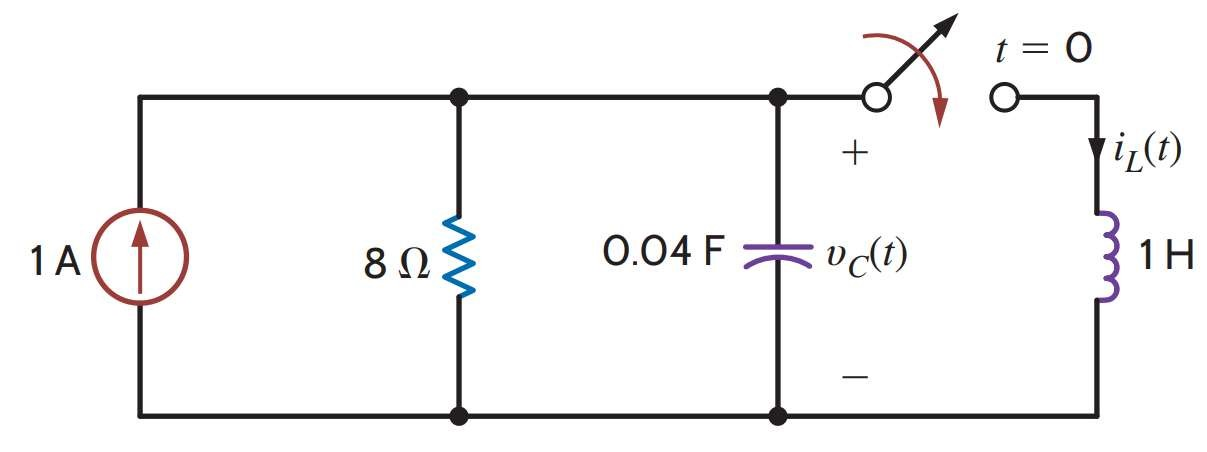 t = 0
+
i_L(t)
1 A
8 Ω
0.04 F
v_C(t)
1 H
−